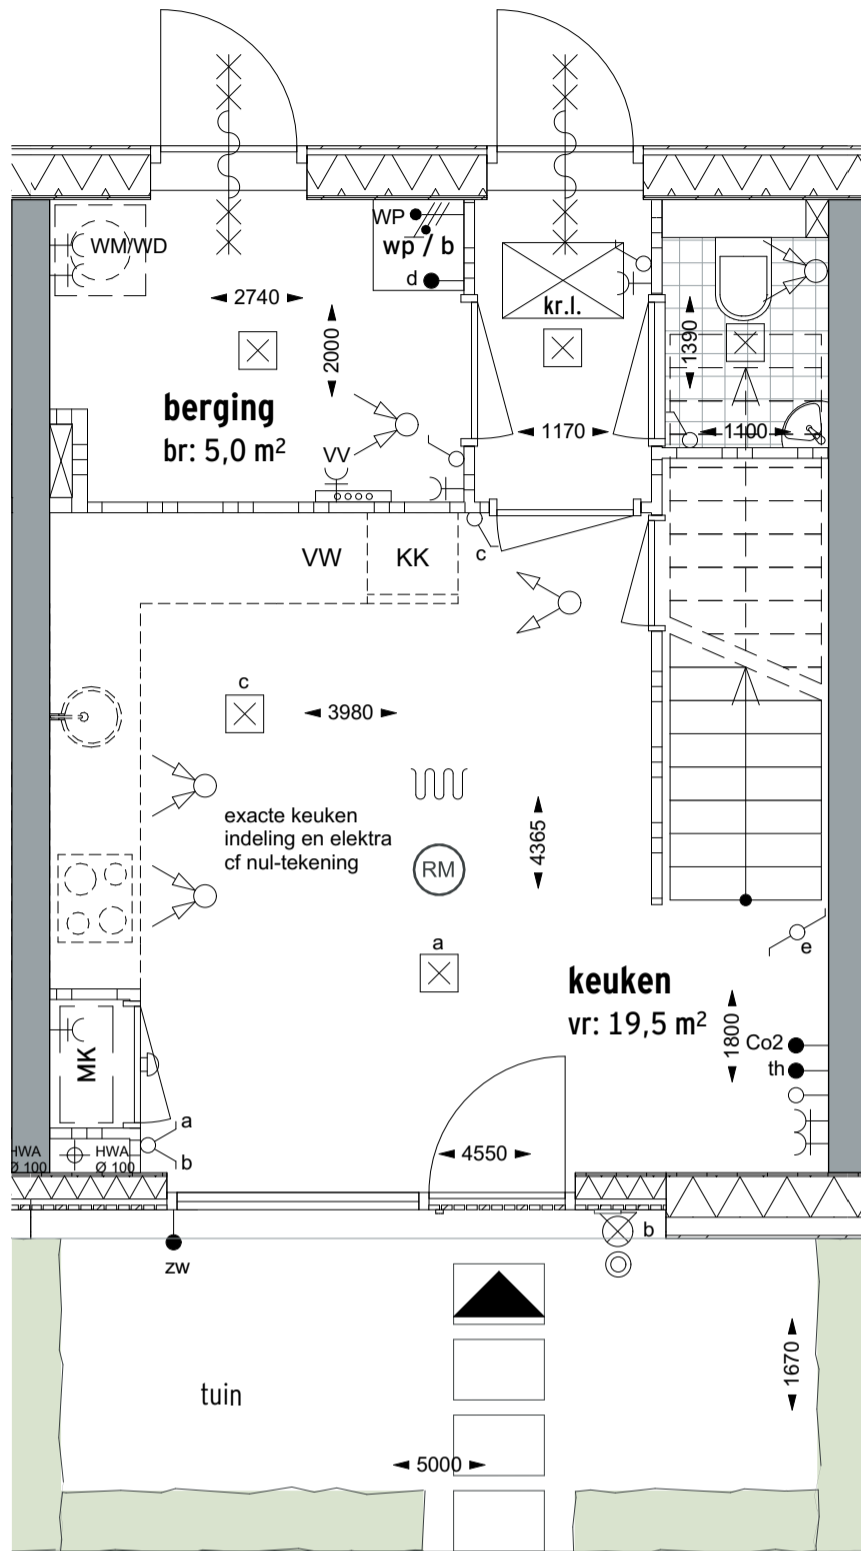 WM/WD
WP
wp / b
d
2740
2000
kr.l.
1390
berging
br: 5,0 m²
1170
1100
VV
VW
KK
c
c
3980
exacte keuken
indeling en elektra
cf nul-tekening
4365
RM
a
e
keuken
vr: 19,5 m²
1800
Co2
th
MK
a
b
HWA
Ø 100
HWA
Ø 100
4550
b
zw
tuin
1670
5000